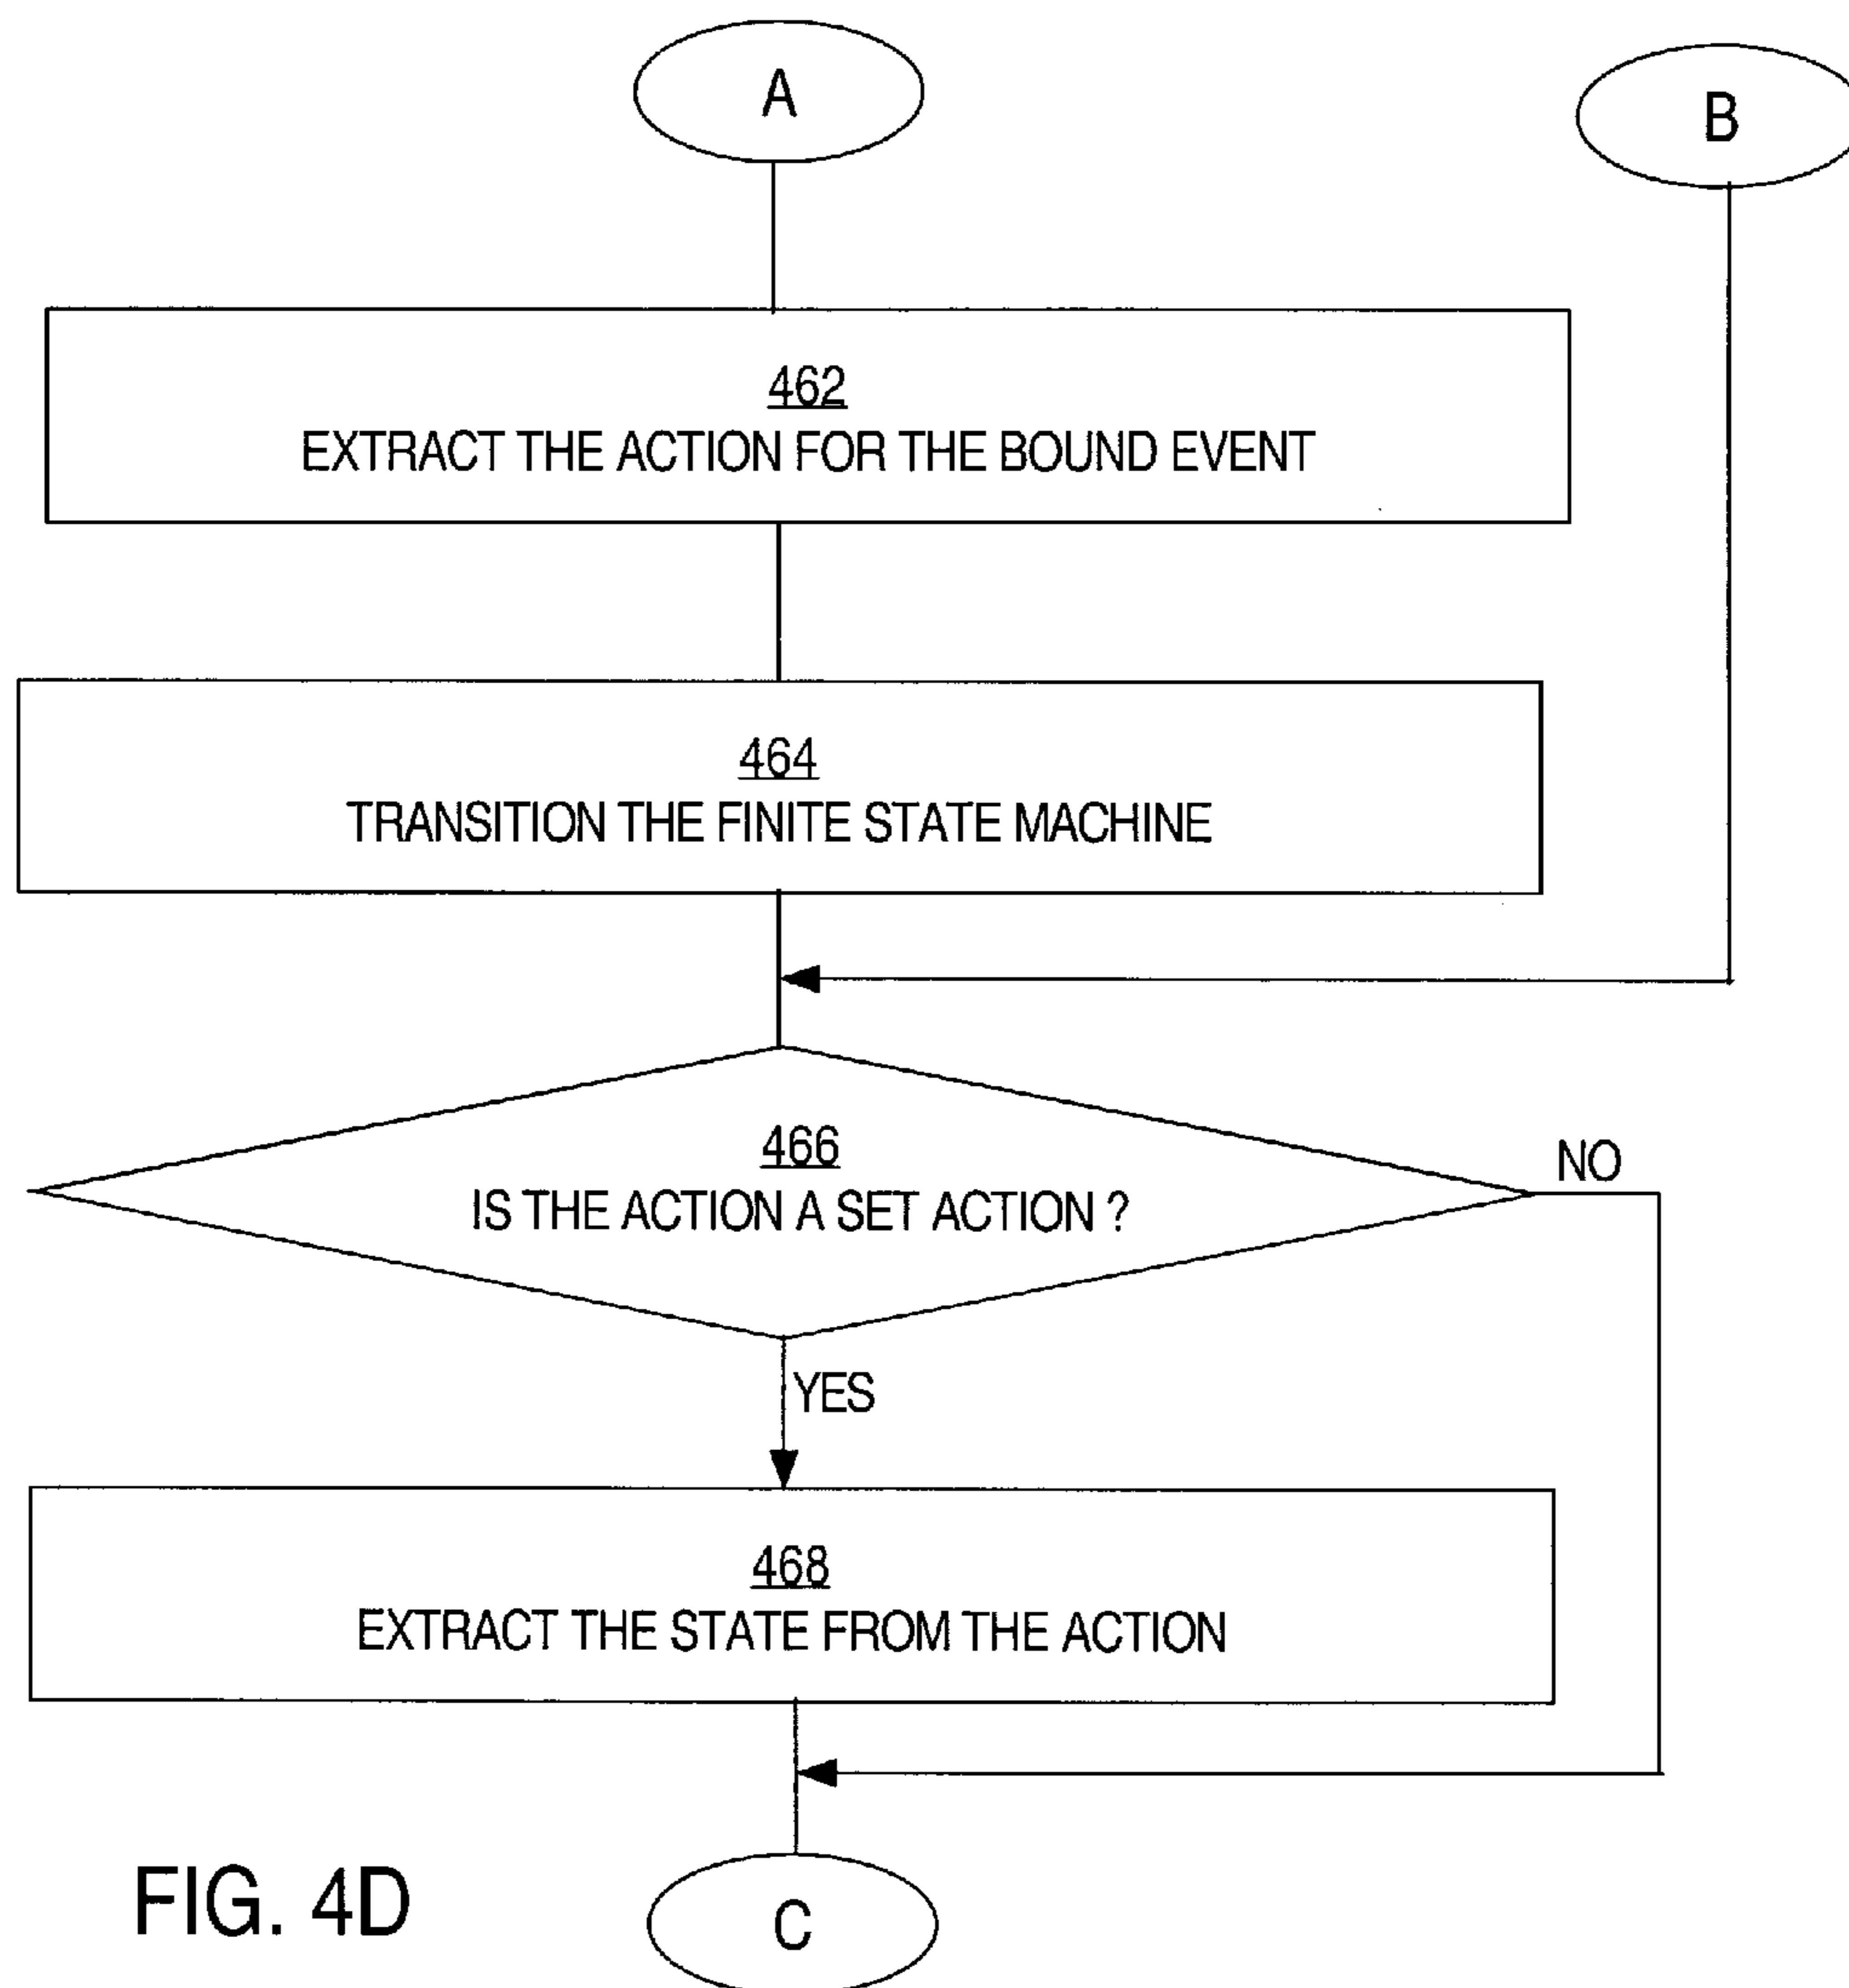 A
B
462
EXTRACT THE ACTION FOR THE BOUND EVENT
464
TRANSITION THE FINITE STATE MACHINE
466
IS THE ACTION A SET ACTION ?
NO
YES
468
EXTRACT THE STATE FROM THE ACTION
FIG. 4D
C